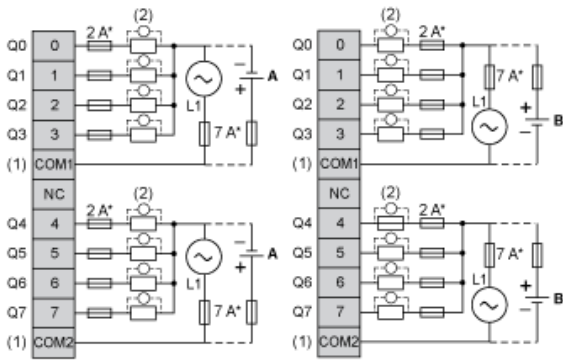 (2) (2)
Q0 0 2 A* Q0 0 2 A*
Q1 1 − A Q1 1 7 A*
Q2 2 + L1 Q2 2 L1 + B
Q3 3 7 A* Q3 3 −
(1) COM1 (1) COM1
NC (2) NC (2)
Q4 4 2 A* Q4 4 2 A*
Q5 5 − A Q5 5 7 A*
Q6 6 + L1 Q6 6 L1 + B
Q7 7 7 A* Q7 7 −
(1) COM2 (1) COM2